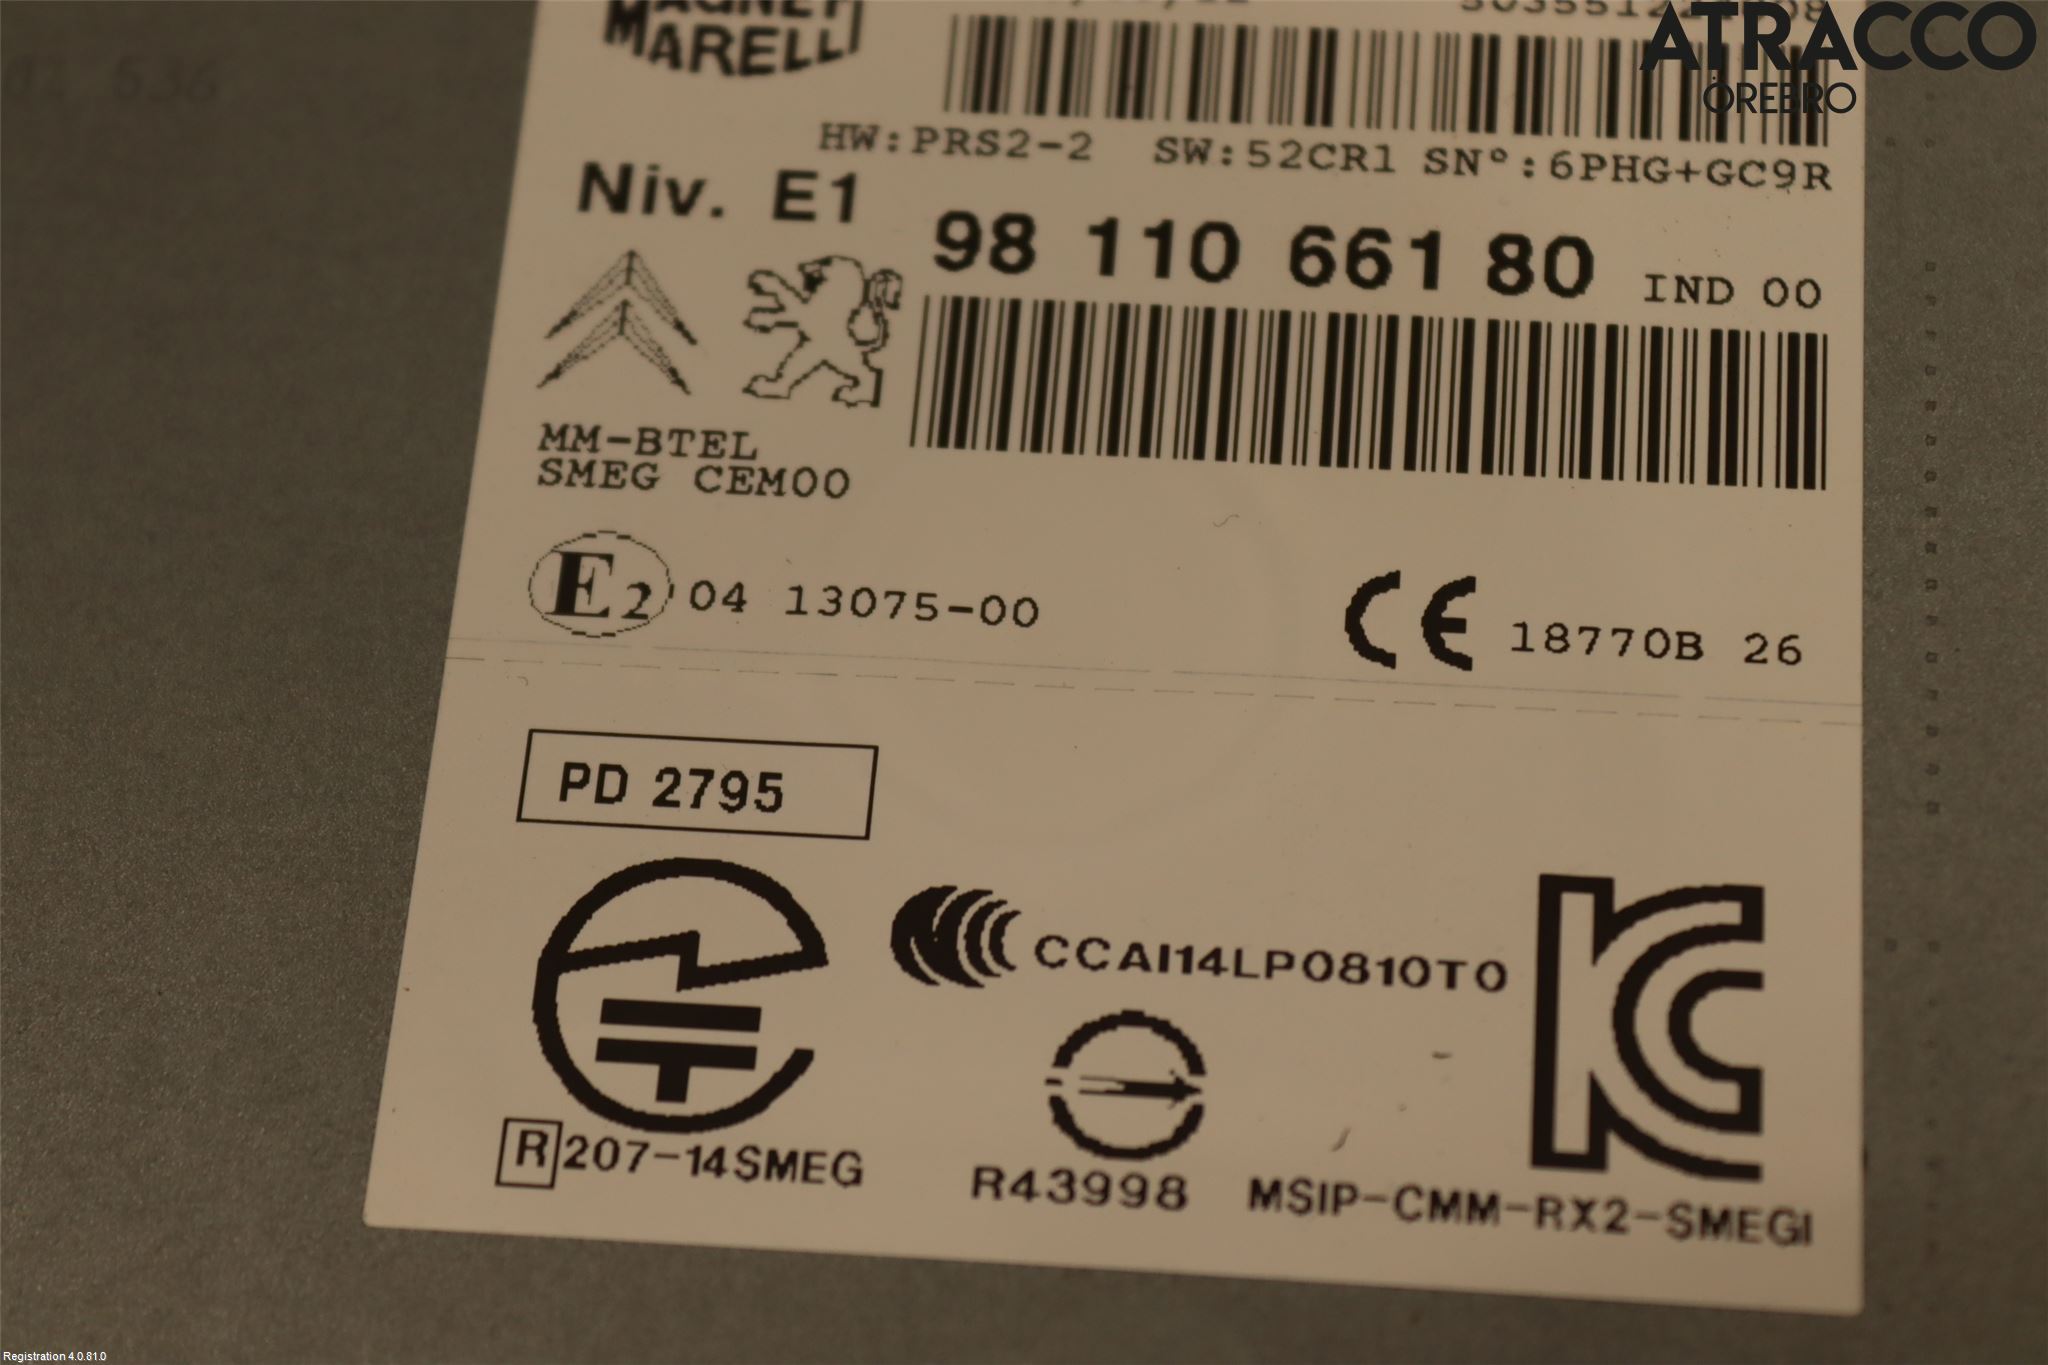 MAGNETI
MARELLI
ATRACCO
ÖREBRO
HW:PRS2-2 SW:52CR1 SN°:6PHG+GC9R
Niv. E1
98 110 661 80 IND 00
MM-BTEL
SMEG CEM00
E2 04 13075-00
CE 18770B 26
PD 2795
CCAI14LP0810T0
R 207-14SMEG
R43998
MSIP-CMM-RX2-SMEGI
Registration 4.0.81.0